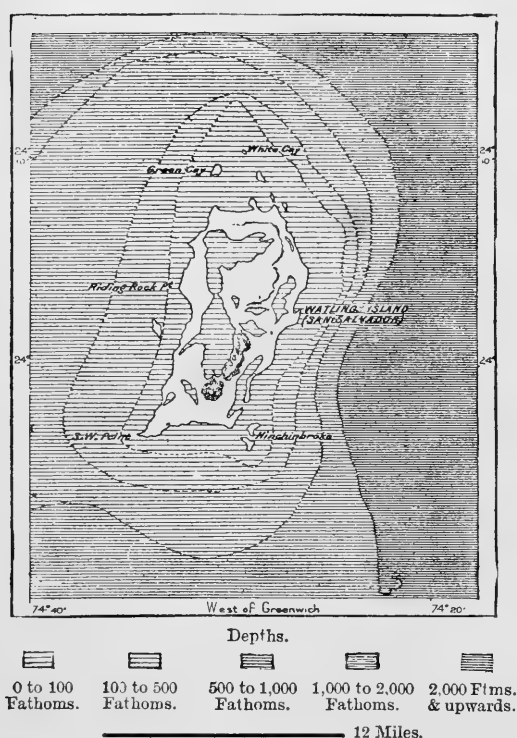 White Cay
24°
10'
24°
10'
Green Cay
Riding Rock Pt
WATLING ISLAND
(SAN SALVADOR)
24°
24°
S.W. Point
Hinchinbroke
74°40'
West of Greenwich
74°20'
Depths.
0 to 100
Fathoms.
100 to 500
Fathoms.
500 to 1,000
Fathoms.
1,000 to 2,000
Fathoms.
2,000 Ftms.
& upwards.
12 Miles.